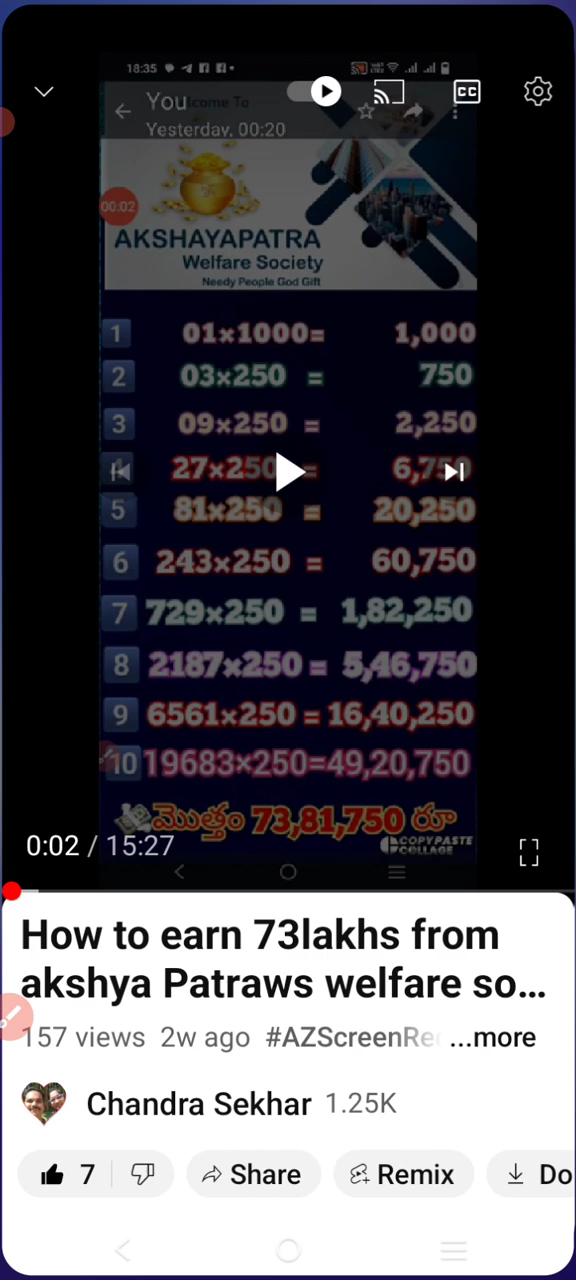 18:35
You
lcome To
Yesterday, 00:20
CC
00:02
AKSHAYAPATRA
Welfare Society
Needy People God Gift
1 01×1000= 1,000
2 03×250 = 750
3 09×250 = 2,250
4 27×250 = 6,750
5 81×250 = 20,250
6 243×250 = 60,750
7 729×250 = 1,82,250
8 2187×250 = 5,46,750
9 6561×250 = 16,40,250
10 19683×250=49,20,750
మొత్తం 73,81,750 రూ
COPYPASTE
COLLAGE
0:02 / 15:27
How to earn 73lakhs from
akshya Patraws welfare so...
157 views 2w ago #AZScreenRec ...more
Chandra Sekhar 1.25K
7 Share Remix Do